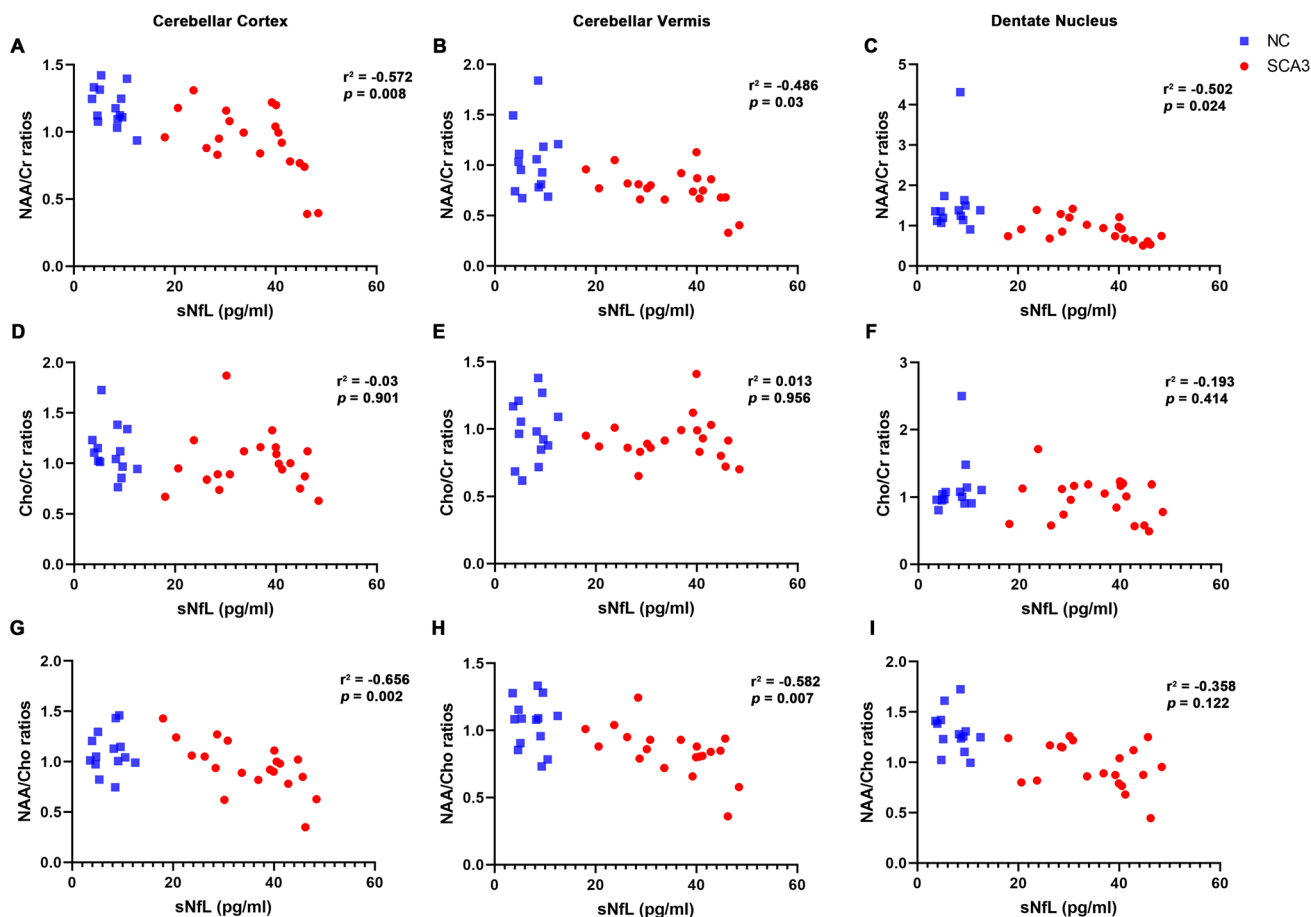 Cerebellar Cortex
Cerebellar Vermis
Dentate Nucleus
NC
SCA3
A
r² = -0.572
p = 0.008
NAA/Cr ratios
1.5
1.0
0.5
0.0
0
20
40
60
sNfL (pg/ml)
B
r² = -0.486
p = 0.03
NAA/Cr ratios
2.0
1.5
1.0
0.5
0.0
0
20
40
60
sNfL (pg/ml)
C
r² = -0.502
p = 0.024
NAA/Cr ratios
5
4
3
2
1
0
0
20
40
60
sNfL (pg/ml)
D
r² = -0.03
p = 0.901
Cho/Cr ratios
2.0
1.5
1.0
0.5
0.0
0
20
40
60
sNfL (pg/ml)
E
r² = 0.013
p = 0.956
Cho/Cr ratios
1.5
1.0
0.5
0.0
0
20
40
60
sNfL (pg/ml)
F
r² = -0.193
p = 0.414
Cho/Cr ratios
3
2
1
0
0
20
40
60
sNfL (pg/ml)
G
r² = -0.656
p = 0.002
NAA/Cho ratios
2.0
1.5
1.0
0.5
0.0
0
20
40
60
sNfL (pg/ml)
H
r² = -0.582
p = 0.007
NAA/Cho ratios
1.5
1.0
0.5
0.0
0
20
40
60
sNfL (pg/ml)
I
r² = -0.358
p = 0.122
NAA/Cho ratios
2.0
1.5
1.0
0.5
0.0
0
20
40
60
sNfL (pg/ml)